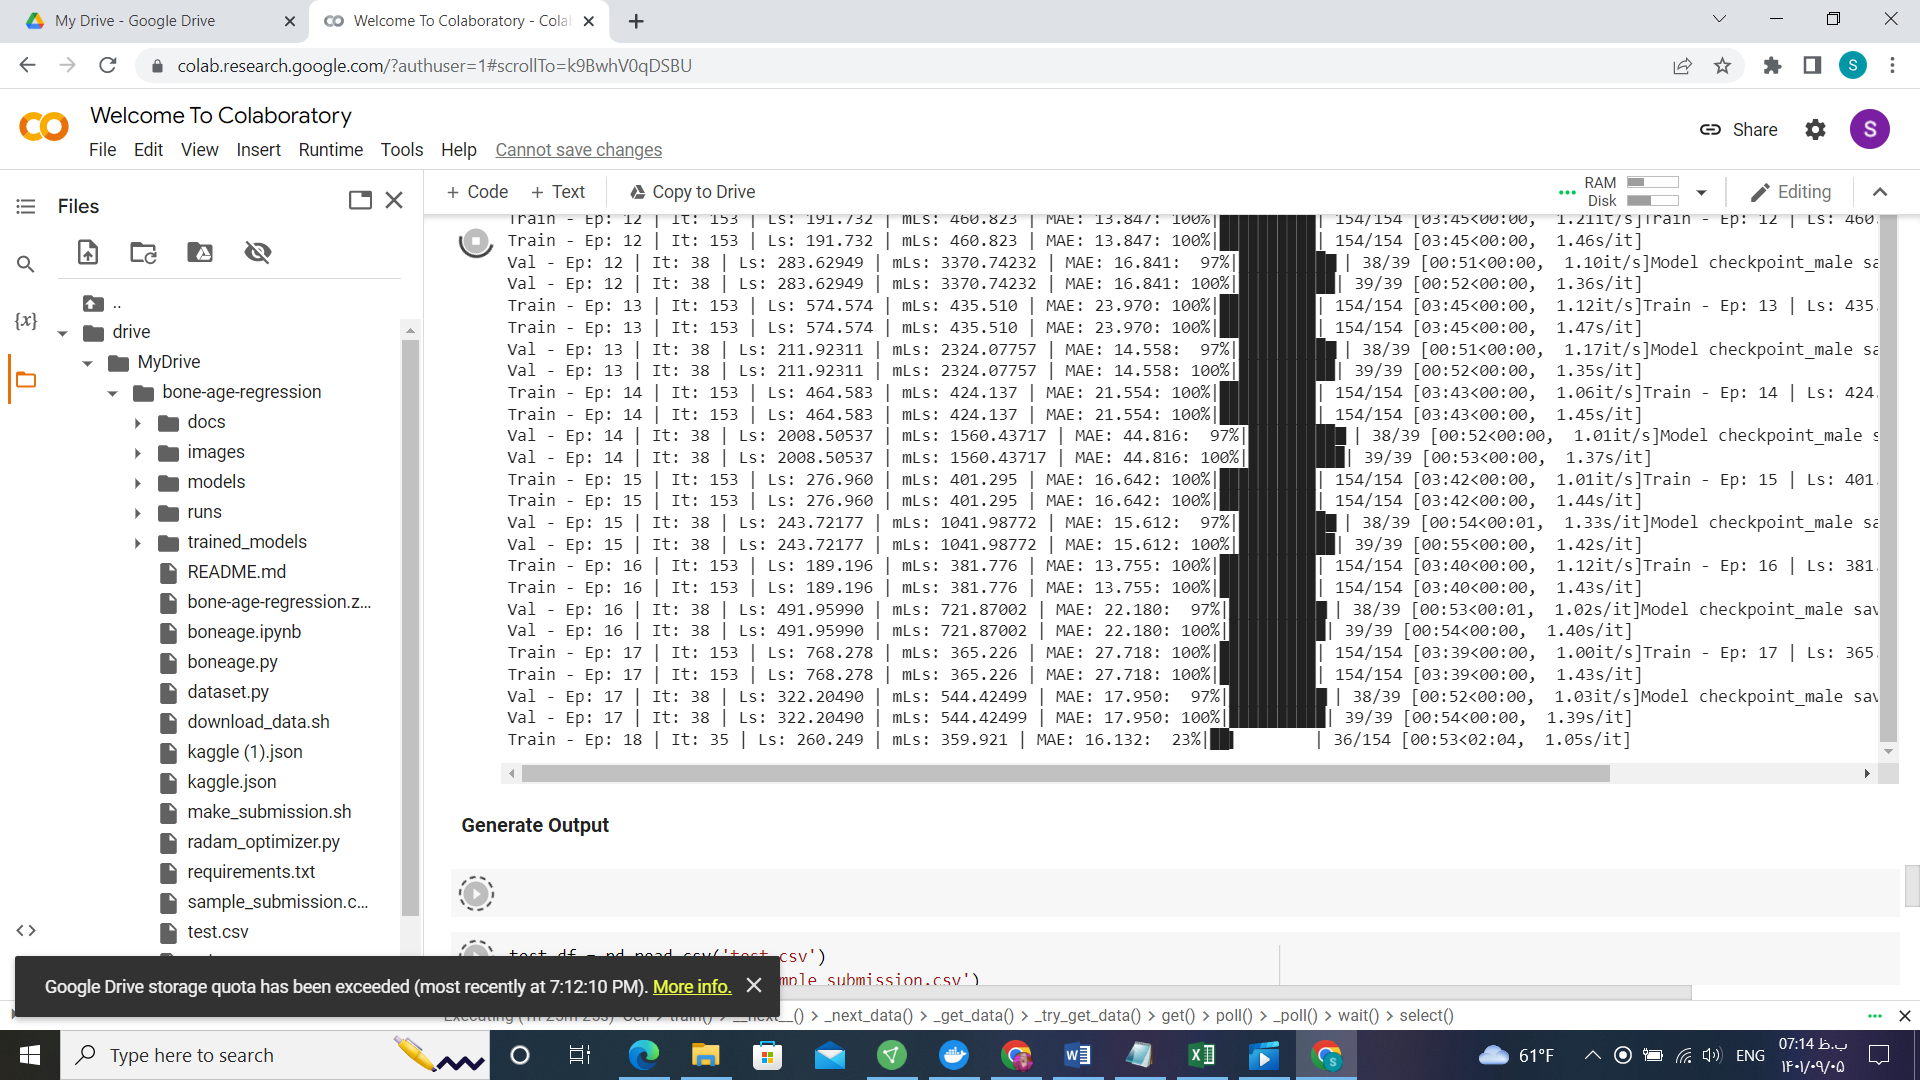 My Drive - Google Drive
Welcome To Colaboratory - Cola
colab.research.google.com/?authuser=1#scrollTo=k9BwhV0qDSBU
S
Welcome To Colaboratory
File Edit View Insert Runtime Tools Help Cannot save changes
Share
S
Files
+ Code + Text Copy to Drive
RAM
Disk
Editing
..
drive
MyDrive
bone-age-regression
docs
images
models
runs
trained_models
README.md
bone-age-regression.z...
boneage.ipynb
boneage.py
dataset.py
download_data.sh
kaggle (1).json
kaggle.json
make_submission.sh
radam_optimizer.py
requirements.txt
sample_submission.c...
test.csv
{x}
<>
Train - Ep: 12 | It: 153 | Ls: 191.732 | mLs: 460.823 | MAE: 13.847: 100%|██████████| 154/154 [03:45<00:00, 1.21it/s]Train - Ep: 12 | Ls: 460.
Train - Ep: 12 | It: 153 | Ls: 191.732 | mLs: 460.823 | MAE: 13.847: 100%|██████████| 154/154 [03:45<00:00, 1.46s/it]
Val - Ep: 12 | It: 38 | Ls: 283.62949 | mLs: 3370.74232 | MAE: 16.841: 97%|█████████▋| 38/39 [00:51<00:00, 1.10it/s]Model checkpoint_male sa
Val - Ep: 12 | It: 38 | Ls: 283.62949 | mLs: 3370.74232 | MAE: 16.841: 100%|██████████| 39/39 [00:52<00:00, 1.36s/it]
Train - Ep: 13 | It: 153 | Ls: 574.574 | mLs: 435.510 | MAE: 23.970: 100%|██████████| 154/154 [03:45<00:00, 1.12it/s]Train - Ep: 13 | Ls: 435.
Train - Ep: 13 | It: 153 | Ls: 574.574 | mLs: 435.510 | MAE: 23.970: 100%|██████████| 154/154 [03:45<00:00, 1.47s/it]
Val - Ep: 13 | It: 38 | Ls: 211.92311 | mLs: 2324.07757 | MAE: 14.558: 97%|█████████▋| 38/39 [00:51<00:00, 1.17it/s]Model checkpoint_male sa
Val - Ep: 13 | It: 38 | Ls: 211.92311 | mLs: 2324.07757 | MAE: 14.558: 100%|██████████| 39/39 [00:52<00:00, 1.35s/it]
Train - Ep: 14 | It: 153 | Ls: 464.583 | mLs: 424.137 | MAE: 21.554: 100%|██████████| 154/154 [03:43<00:00, 1.06it/s]Train - Ep: 14 | Ls: 424.
Train - Ep: 14 | It: 153 | Ls: 464.583 | mLs: 424.137 | MAE: 21.554: 100%|██████████| 154/154 [03:43<00:00, 1.45s/it]
Val - Ep: 14 | It: 38 | Ls: 2008.50537 | mLs: 1560.43717 | MAE: 44.816: 97%|█████████▋| 38/39 [00:52<00:00, 1.01it/s]Model checkpoint_male s
Val - Ep: 14 | It: 38 | Ls: 2008.50537 | mLs: 1560.43717 | MAE: 44.816: 100%|██████████| 39/39 [00:53<00:00, 1.37s/it]
Train - Ep: 15 | It: 153 | Ls: 276.960 | mLs: 401.295 | MAE: 16.642: 100%|██████████| 154/154 [03:42<00:00, 1.01it/s]Train - Ep: 15 | Ls: 401.
Train - Ep: 15 | It: 153 | Ls: 276.960 | mLs: 401.295 | MAE: 16.642: 100%|██████████| 154/154 [03:42<00:00, 1.44s/it]
Val - Ep: 15 | It: 38 | Ls: 243.72177 | mLs: 1041.98772 | MAE: 15.612: 97%|█████████▋| 38/39 [00:54<00:01, 1.33s/it]Model checkpoint_male sa
Val - Ep: 15 | It: 38 | Ls: 243.72177 | mLs: 1041.98772 | MAE: 15.612: 100%|██████████| 39/39 [00:55<00:00, 1.42s/it]
Train - Ep: 16 | It: 153 | Ls: 189.196 | mLs: 381.776 | MAE: 13.755: 100%|██████████| 154/154 [03:40<00:00, 1.12it/s]Train - Ep: 16 | Ls: 381.
Train - Ep: 16 | It: 153 | Ls: 189.196 | mLs: 381.776 | MAE: 13.755: 100%|██████████| 154/154 [03:40<00:00, 1.43s/it]
Val - Ep: 16 | It: 38 | Ls: 491.95990 | mLs: 721.87002 | MAE: 22.180: 97%|█████████▋| 38/39 [00:53<00:01, 1.02s/it]Model checkpoint_male sav
Val - Ep: 16 | It: 38 | Ls: 491.95990 | mLs: 721.87002 | MAE: 22.180: 100%|██████████| 39/39 [00:54<00:00, 1.40s/it]
Train - Ep: 17 | It: 153 | Ls: 768.278 | mLs: 365.226 | MAE: 27.718: 100%|██████████| 154/154 [03:39<00:00, 1.00it/s]Train - Ep: 17 | Ls: 365.
Train - Ep: 17 | It: 153 | Ls: 768.278 | mLs: 365.226 | MAE: 27.718: 100%|██████████| 154/154 [03:39<00:00, 1.43s/it]
Val - Ep: 17 | It: 38 | Ls: 322.20490 | mLs: 544.42499 | MAE: 17.950: 97%|█████████▋| 38/39 [00:52<00:00, 1.03it/s]Model checkpoint_male sav
Val - Ep: 17 | It: 38 | Ls: 322.20490 | mLs: 544.42499 | MAE: 17.950: 100%|██████████| 39/39 [00:54<00:00, 1.39s/it]
Train - Ep: 18 | It: 35 | Ls: 260.249 | mLs: 359.921 | MAE: 16.132: 23%|██▎ | 36/154 [00:53<02:04, 1.05s/it]
Generate Output
test_df = pd.read_csv('test.csv')
mple_submission.csv')
Google Drive storage quota has been exceeded (most recently at 7:12:10 PM). More info.
Executing (1h 23m 23s) Cell > train() > __next__() > _next_data() > _get_data() > _try_get_data() > get() > poll() > _poll() > wait() > select()
Type here to search
61°F
ENG
07:14 ب.ظ
۱۴۰۱/۰۹/۰۵